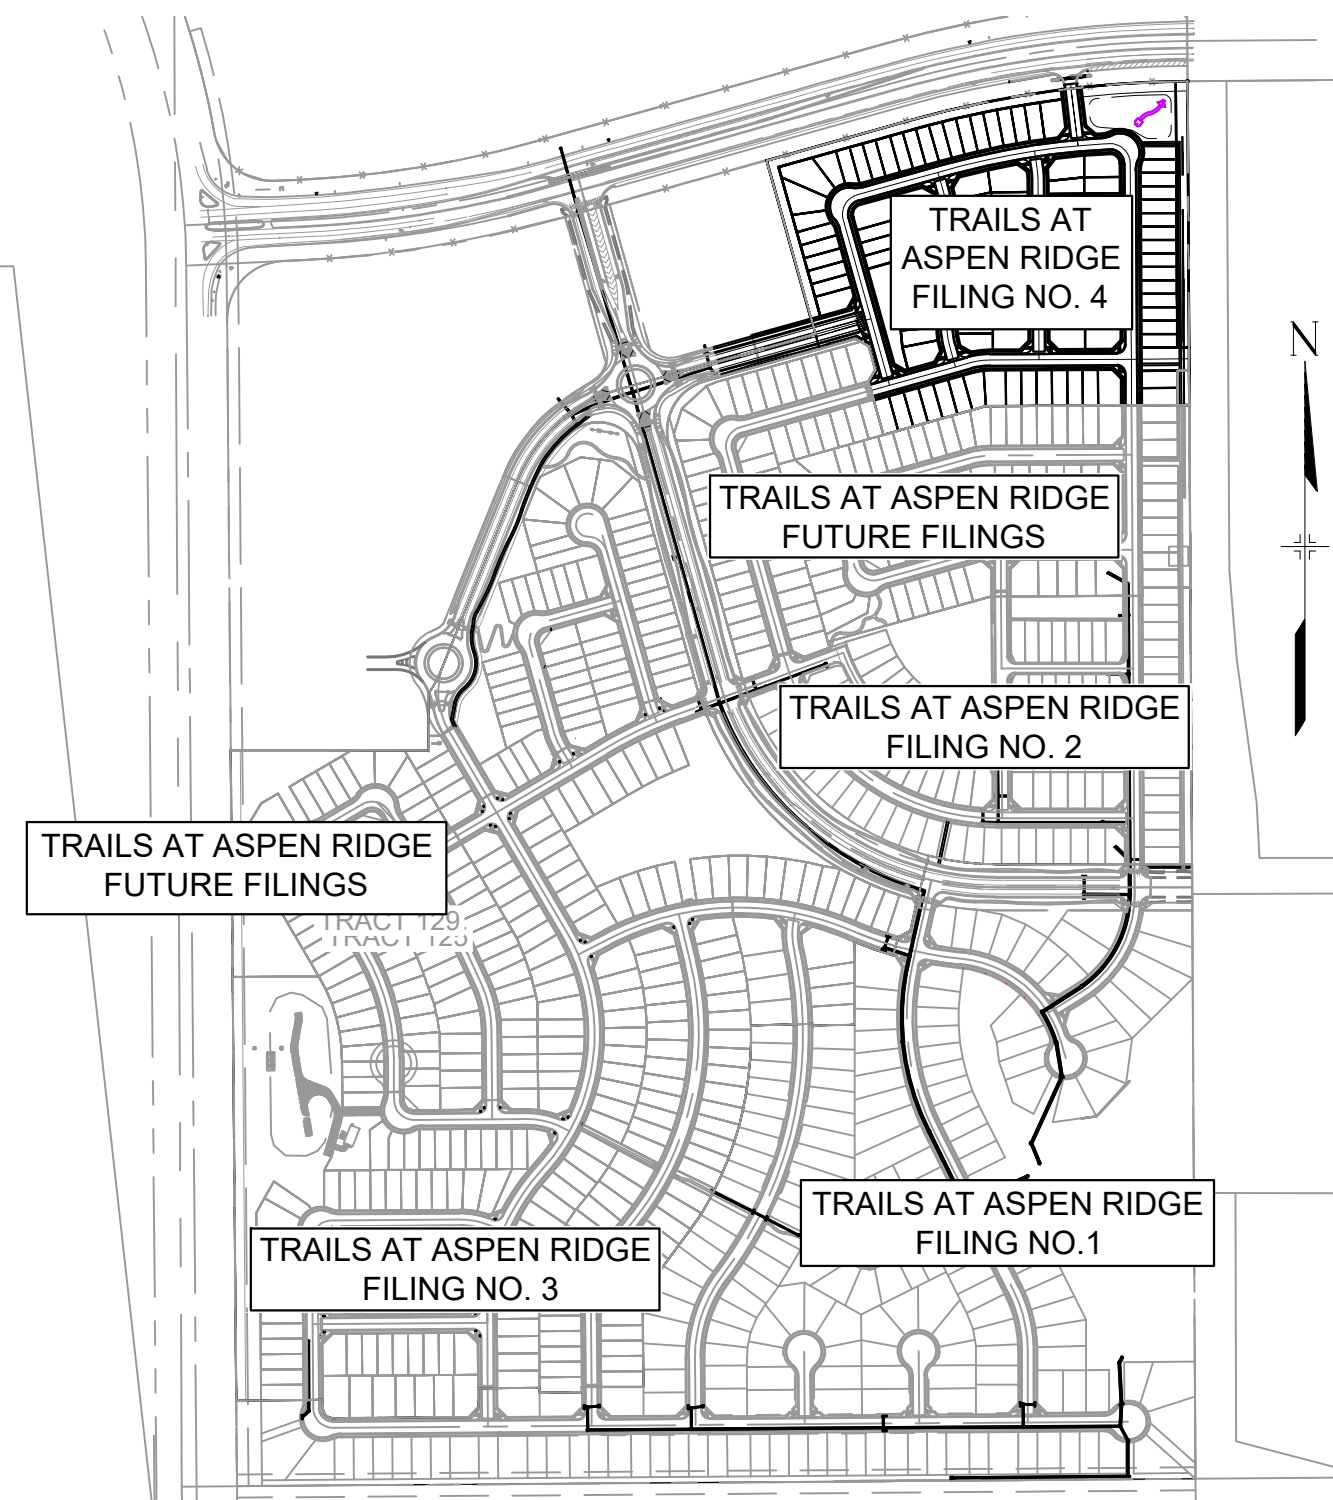 TRAILS AT
ASPEN RIDGE
FILING NO. 4
N
TRAILS AT ASPEN RIDGE
FUTURE FILINGS
TRAILS AT ASPEN RIDGE
FILING NO. 2
TRAILS AT ASPEN RIDGE
FUTURE FILINGS
TRACT 129
TRACT 125
TRAILS AT ASPEN RIDGE
FILING NO.1
TRAILS AT ASPEN RIDGE
FILING NO. 3